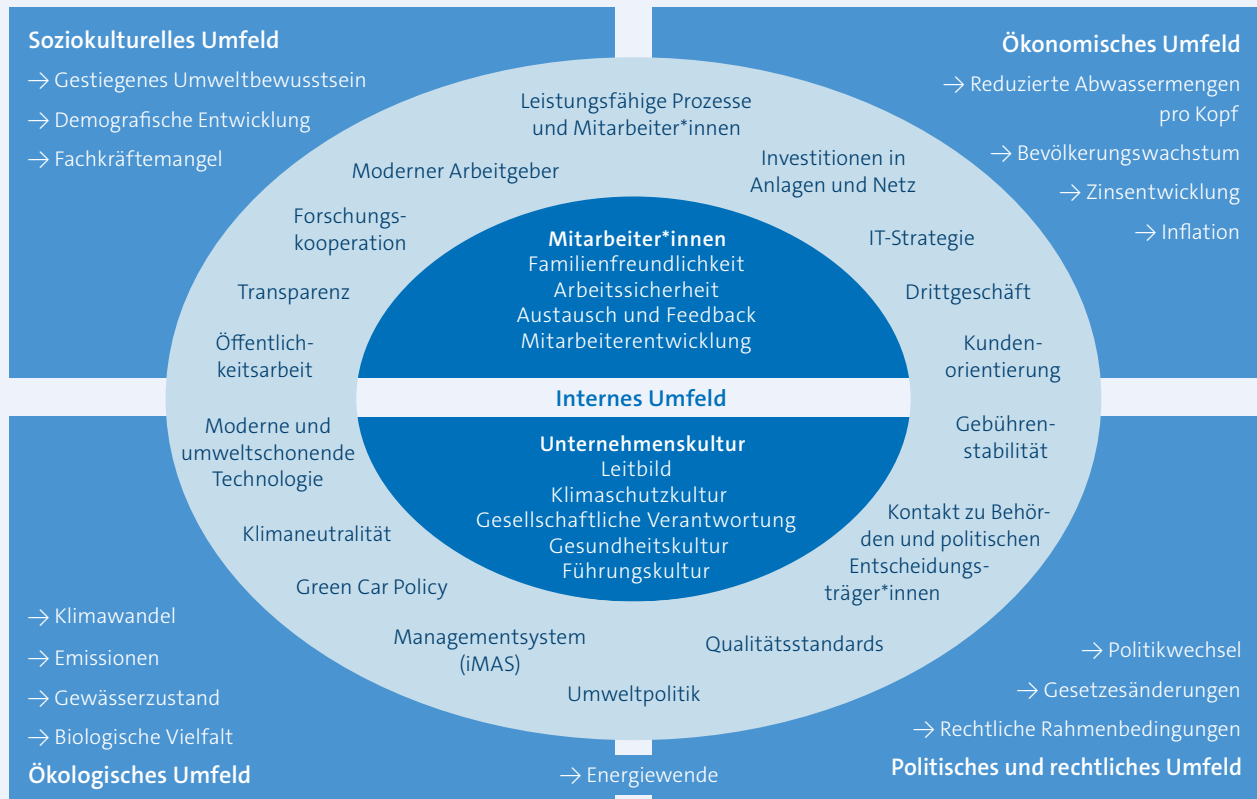 Soziokulturelles Umfeld
→ Gestiegenes Umweltbewusstsein
→ Demografische Entwicklung
→ Fachkräftemangel
Ökonomisches Umfeld
→ Reduzierte Abwassermengen
pro Kopf
→ Bevölkerungswachstum
→ Zinsentwicklung
→ Inflation
Leistungsfähige Prozesse
und Mitarbeiter*innen
Investitionen in
Anlagen und Netz
IT-Strategie
Drittgeschäft
Kunden-
orientierung
Gebühren-
stabilität
Kontakt zu Behör-
den und politischen
Entscheidungs-
träger*innen
Qualitätsstandards
Umweltpolitik
Managementsystem
(iMAS)
Green Car Policy
Klimaneutralität
Moderne und
umweltschonende
Technologie
Öffentlich-
keitsarbeit
Transparenz
Forschungs-
kooperation
Moderner Arbeitgeber
Mitarbeiter*innen
Familienfreundlichkeit
Arbeitssicherheit
Austausch und Feedback
Mitarbeiterentwicklung
Internes Umfeld
Unternehmenskultur
Leitbild
Klimaschutzkultur
Gesellschaftliche Verantwortung
Gesundheitskultur
Führungskultur
→ Klimawandel
→ Emissionen
→ Gewässerzustand
→ Biologische Vielfalt
Ökologisches Umfeld
→ Energiewende
→ Politikwechsel
→ Gesetzesänderungen
→ Rechtliche Rahmenbedingungen
Politisches und rechtliches Umfeld